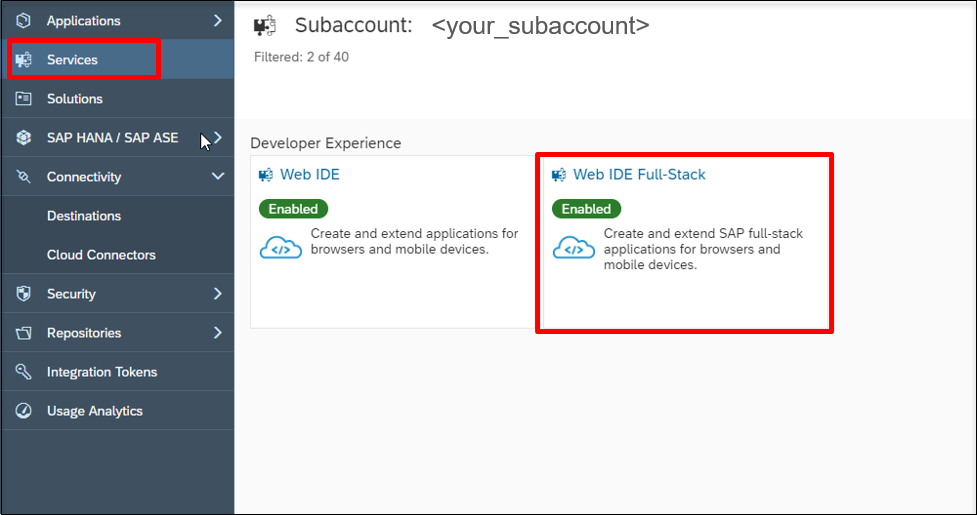 Applications
Services
Solutions
SAP HANA / SAP ASE
Connectivity
Destinations
Cloud Connectors
Security
Repositories
Integration Tokens
Usage Analytics
Subaccount: <your_subaccount>
Filtered: 2 of 40
Developer Experience
Web IDE
Enabled
</>
Create and extend applications for
browsers and mobile devices.
Web IDE Full-Stack
Enabled
</>
Create and extend SAP full-stack
applications for browsers and
mobile devices.